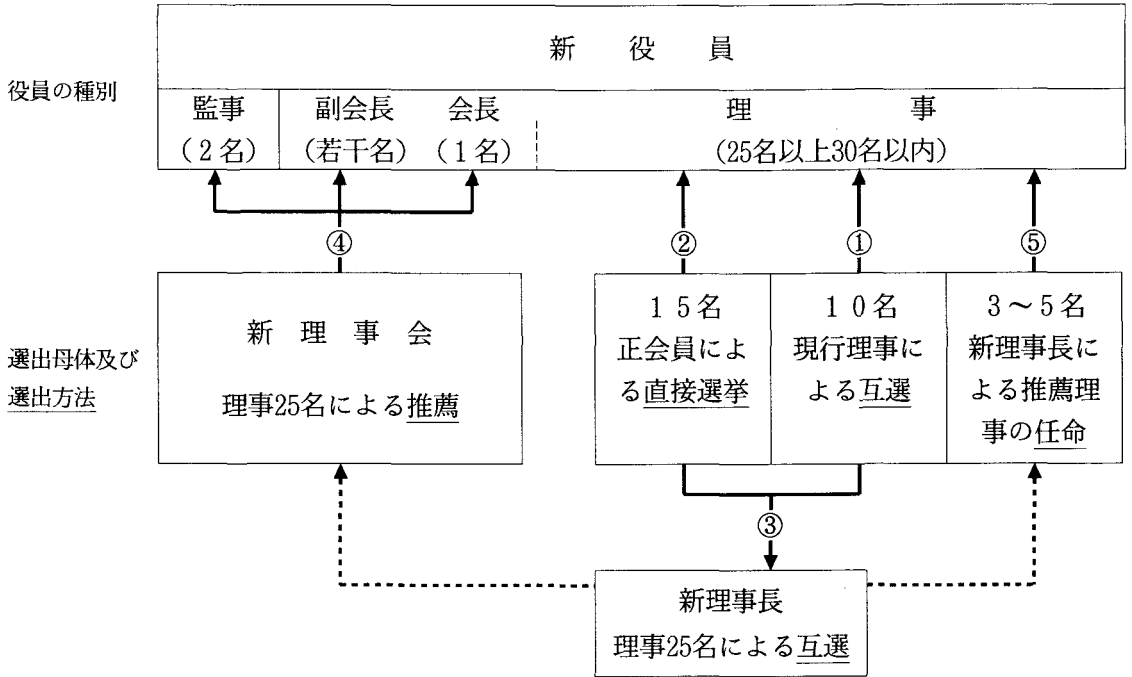 新役員
役員の種別
監事
（2名）
副会長
（若干名）
会長
（1名）
理事
（25名以上30名以内）
④
②
①
⑤
選出母体及び
選出方法
新理事会
理事25名による推薦
15名
正会員によ
る直接選挙
10名
現行理事に
よる互選
3～5名
新理事長に
よる推薦理
事の任命
③
新理事長
理事25名による互選